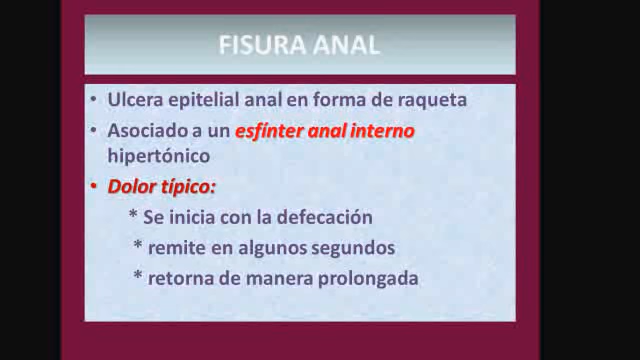 FISURA ANAL
• Ulcera epitelial anal en forma de raqueta
• Asociado a un esfínter anal interno
hipertónico
• Dolor típico:
* Se inicia con la defecación
* remite en algunos segundos
* retorna de manera prolongada